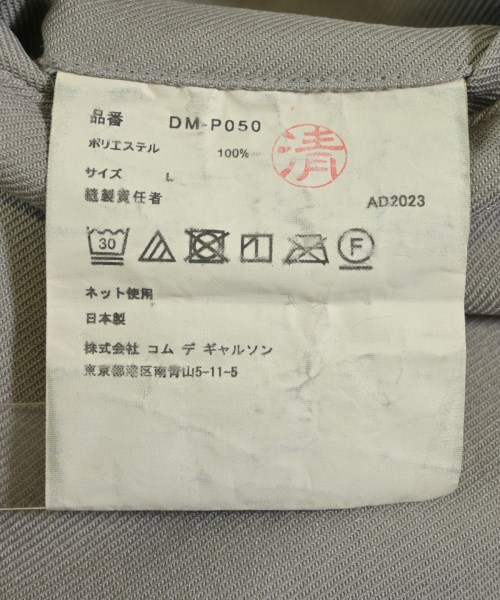 品番 DM-P050
ポリエステル 100%
清
サイズ L
縫製責任者
AD2023
30 F
ネット使用
日本製
株式会社 コム デ ギャルソン
東京都港区南青山5-11-5